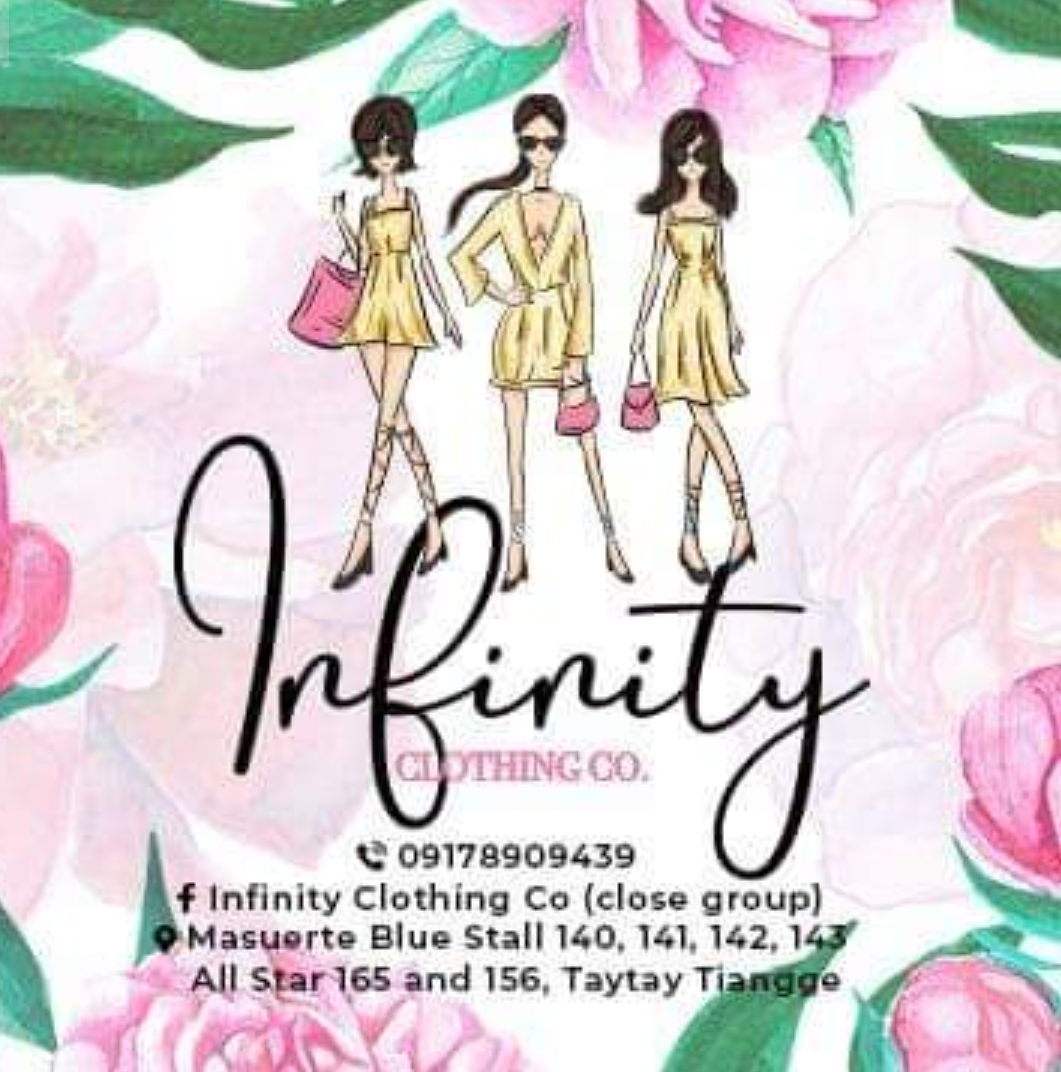 Infinity
CLOTHING CO.
09178909439
Infinity Clothing Co (close group)
Masuerte Blue Stall 140, 141, 142, 143
All Star 165 and 156, Taytay Tiangge